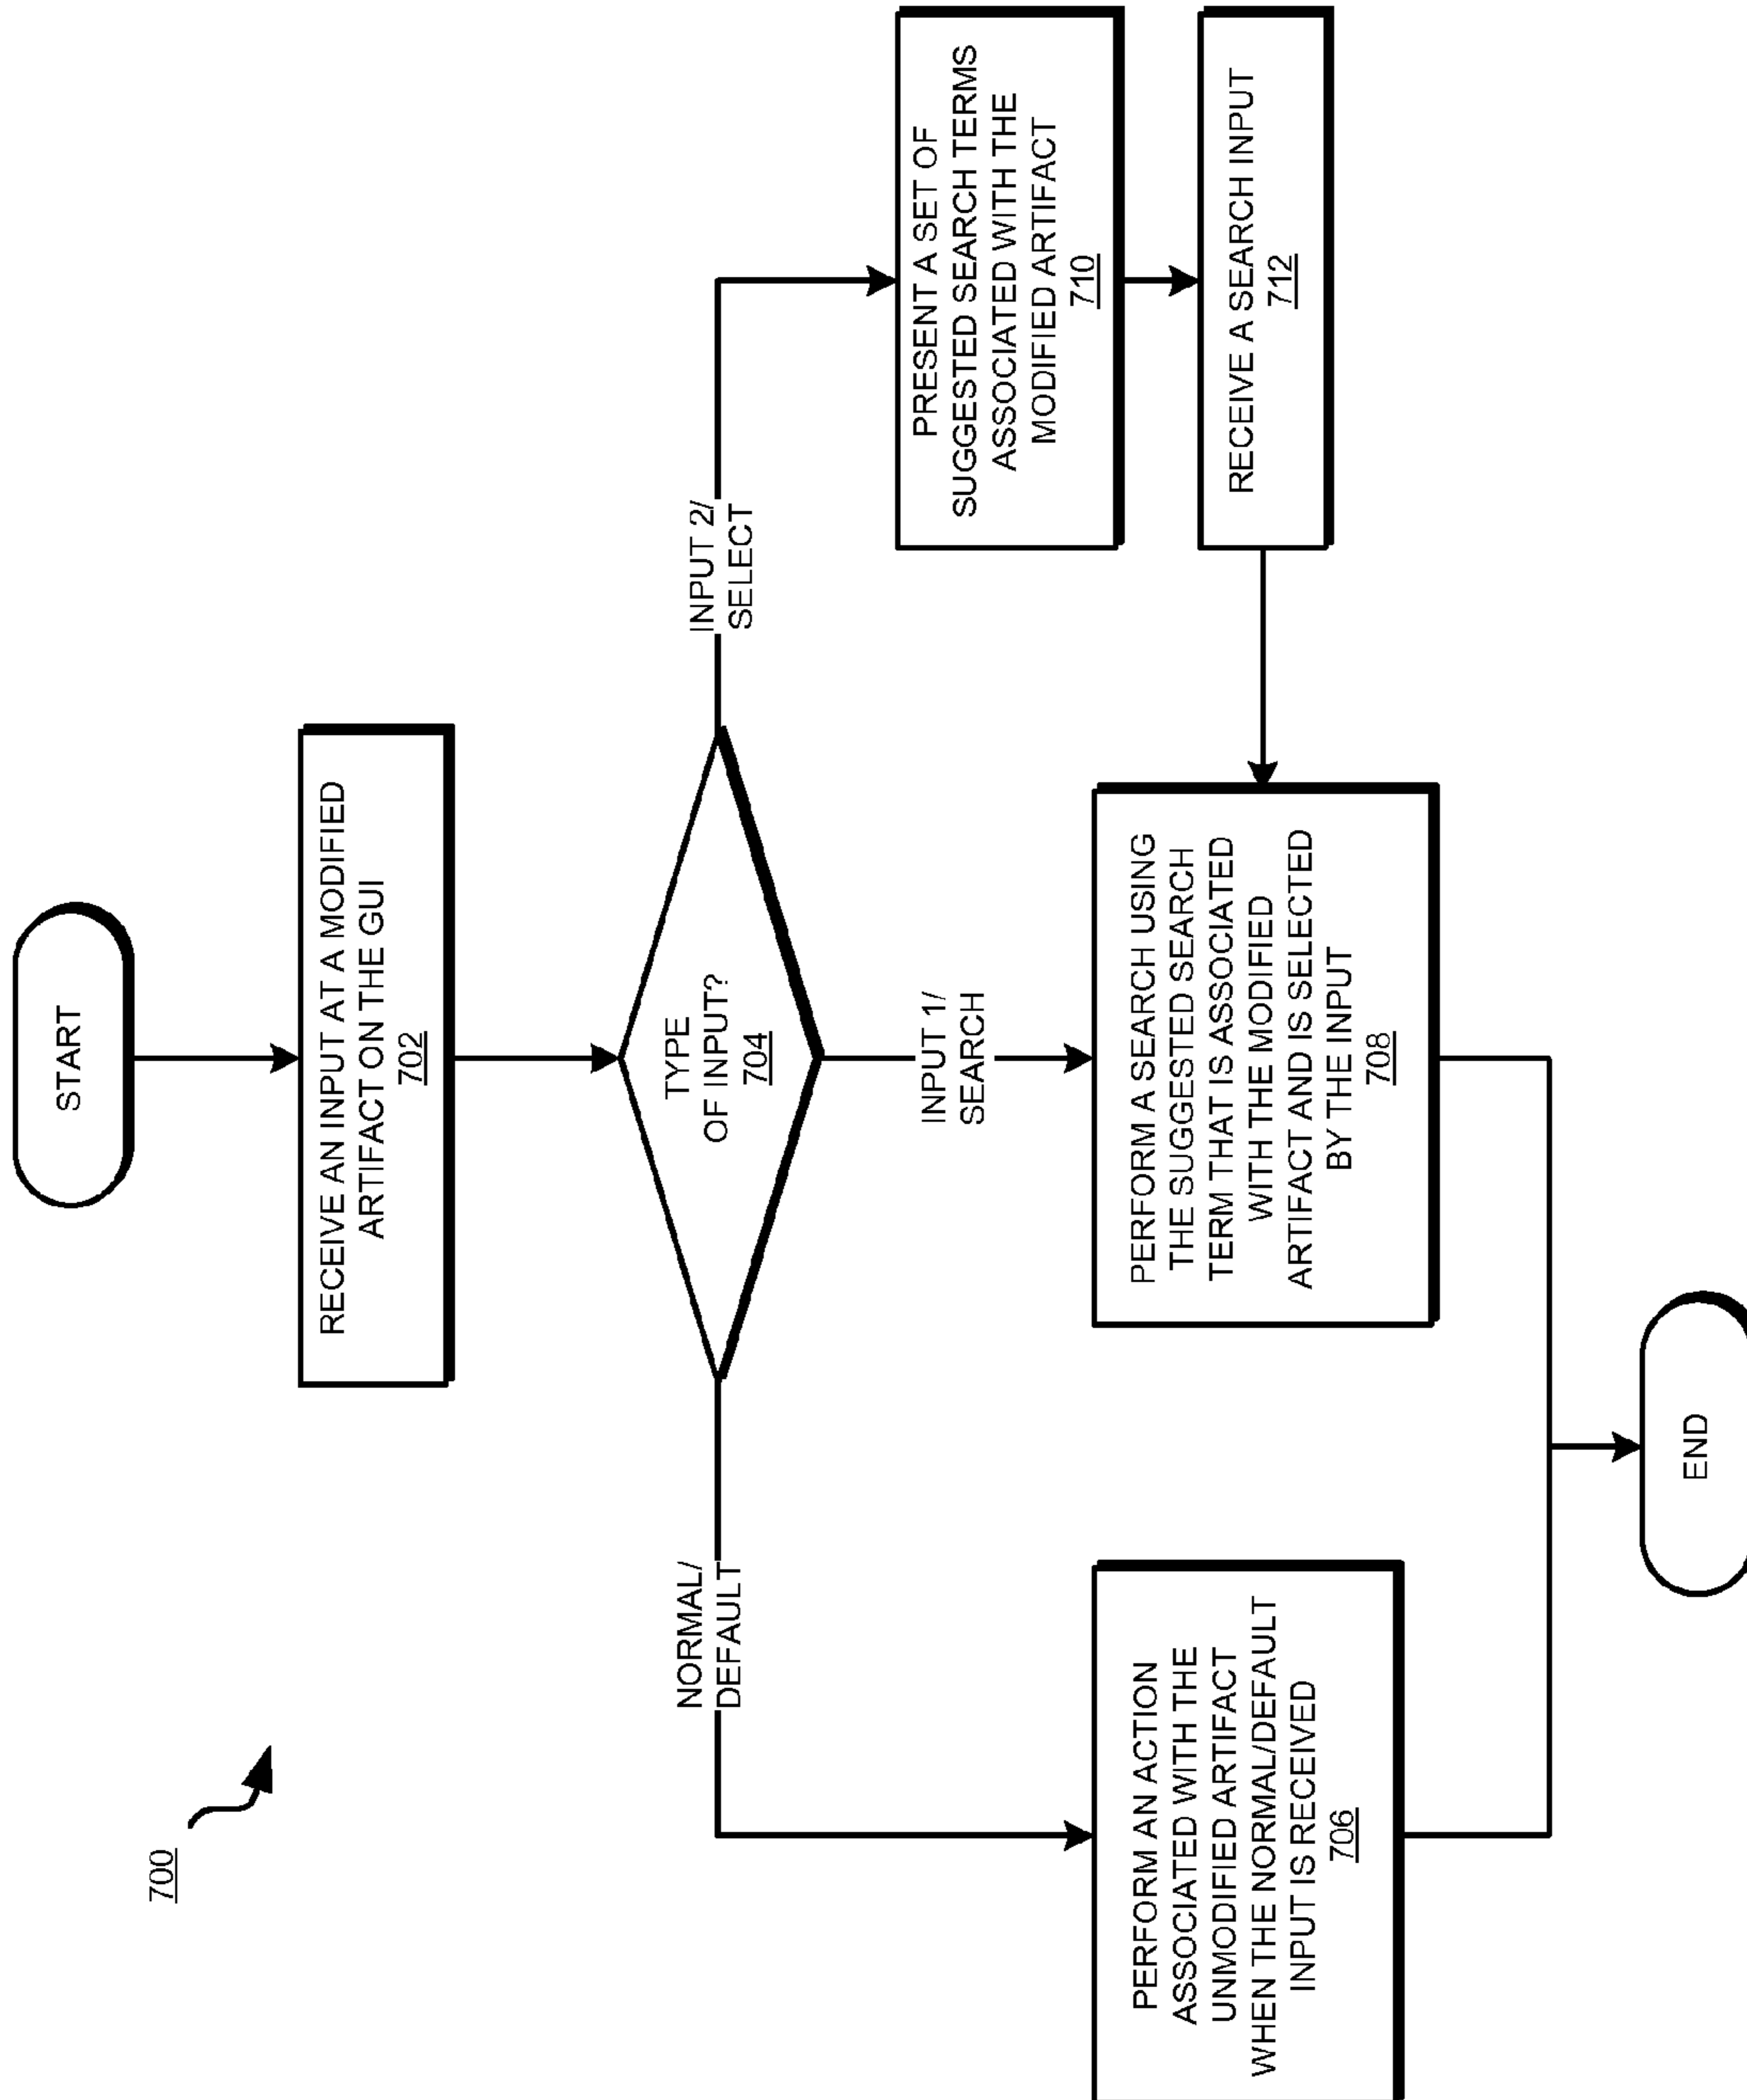 700
START
RECEIVE AN INPUT AT A MODIFIED
ARTIFACT ON THE GUI
702
TYPE
OF INPUT?
704
NORMAL/
DEFAULT
INPUT 1/
SEARCH
INPUT 2/
SELECT
PERFORM AN ACTION
ASSOCIATED WITH THE
UNMODIFIED ARTIFACT
WHEN THE NORMAL/DEFAULT
INPUT IS RECEIVED
706
PERFORM A SEARCH USING
THE SUGGESTED SEARCH
TERM THAT IS ASSOCIATED
WITH THE MODIFIED
ARTIFACT AND IS SELECTED
BY THE INPUT
708
PRESENT A SET OF
SUGGESTED SEARCH TERMS
ASSOCIATED WITH THE
MODIFIED ARTIFACT
710
RECEIVE A SEARCH INPUT
712
END